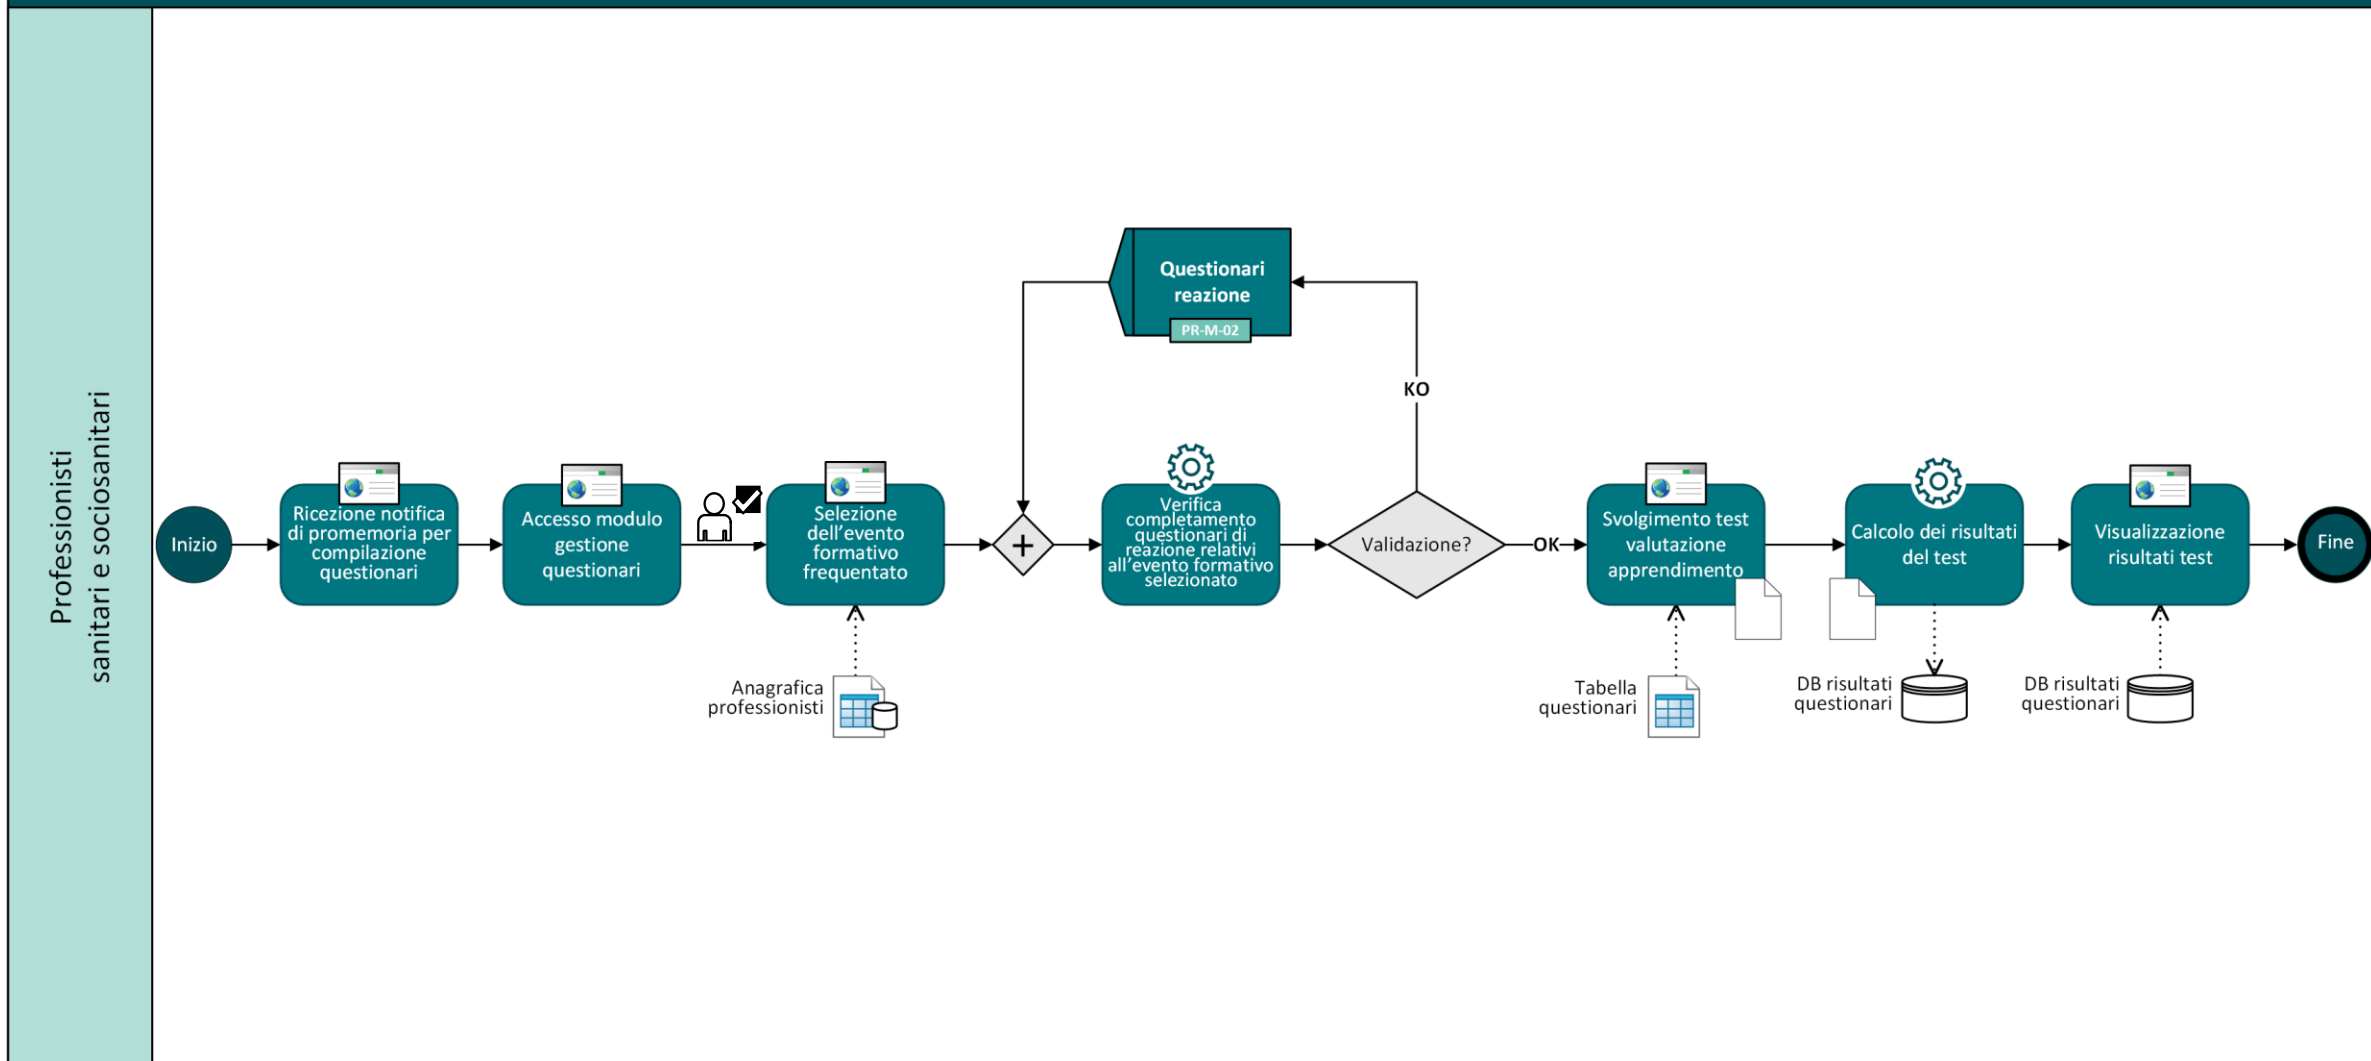 Professionisti
sanitari e sociosanitari
Inizio
Ricezione notifica
di promemoria per
compilazione
questionari
Accesso modulo
gestione
questionari
Selezione
dell'evento
formativo
frequentato
Anagrafica
professionisti
+
Questionari
reazione
PR-M-02
Verifica
completamento
questionari di
reazione relativi
all'evento formativo
selezionato
Validazione?
KO
OK
Svolgimento test
valutazione
apprendimento
Tabella
questionari
Calcolo dei risultati
del test
DB risultati
questionari
Visualizzazione
risultati test
DB risultati
questionari
Fine